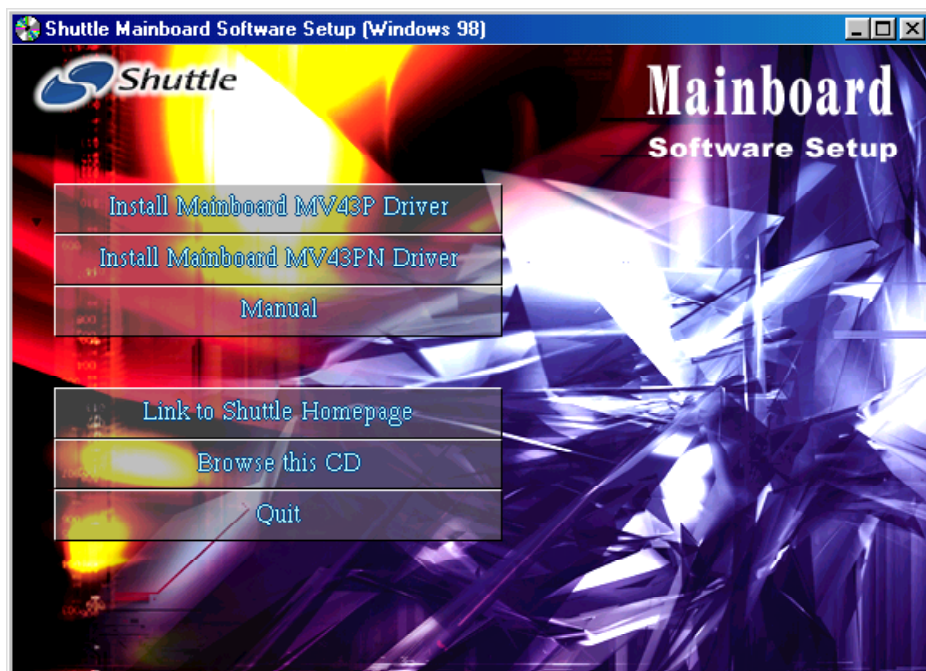 Shuttle Mainboard Software Setup (Windows 98)
Shuttle
Mainboard
Software Setup
Install Mainboard MV43P Driver
Install Mainboard MV43PN Driver
Manual
Link to Shuttle Homepage
Browse this CD
Quit